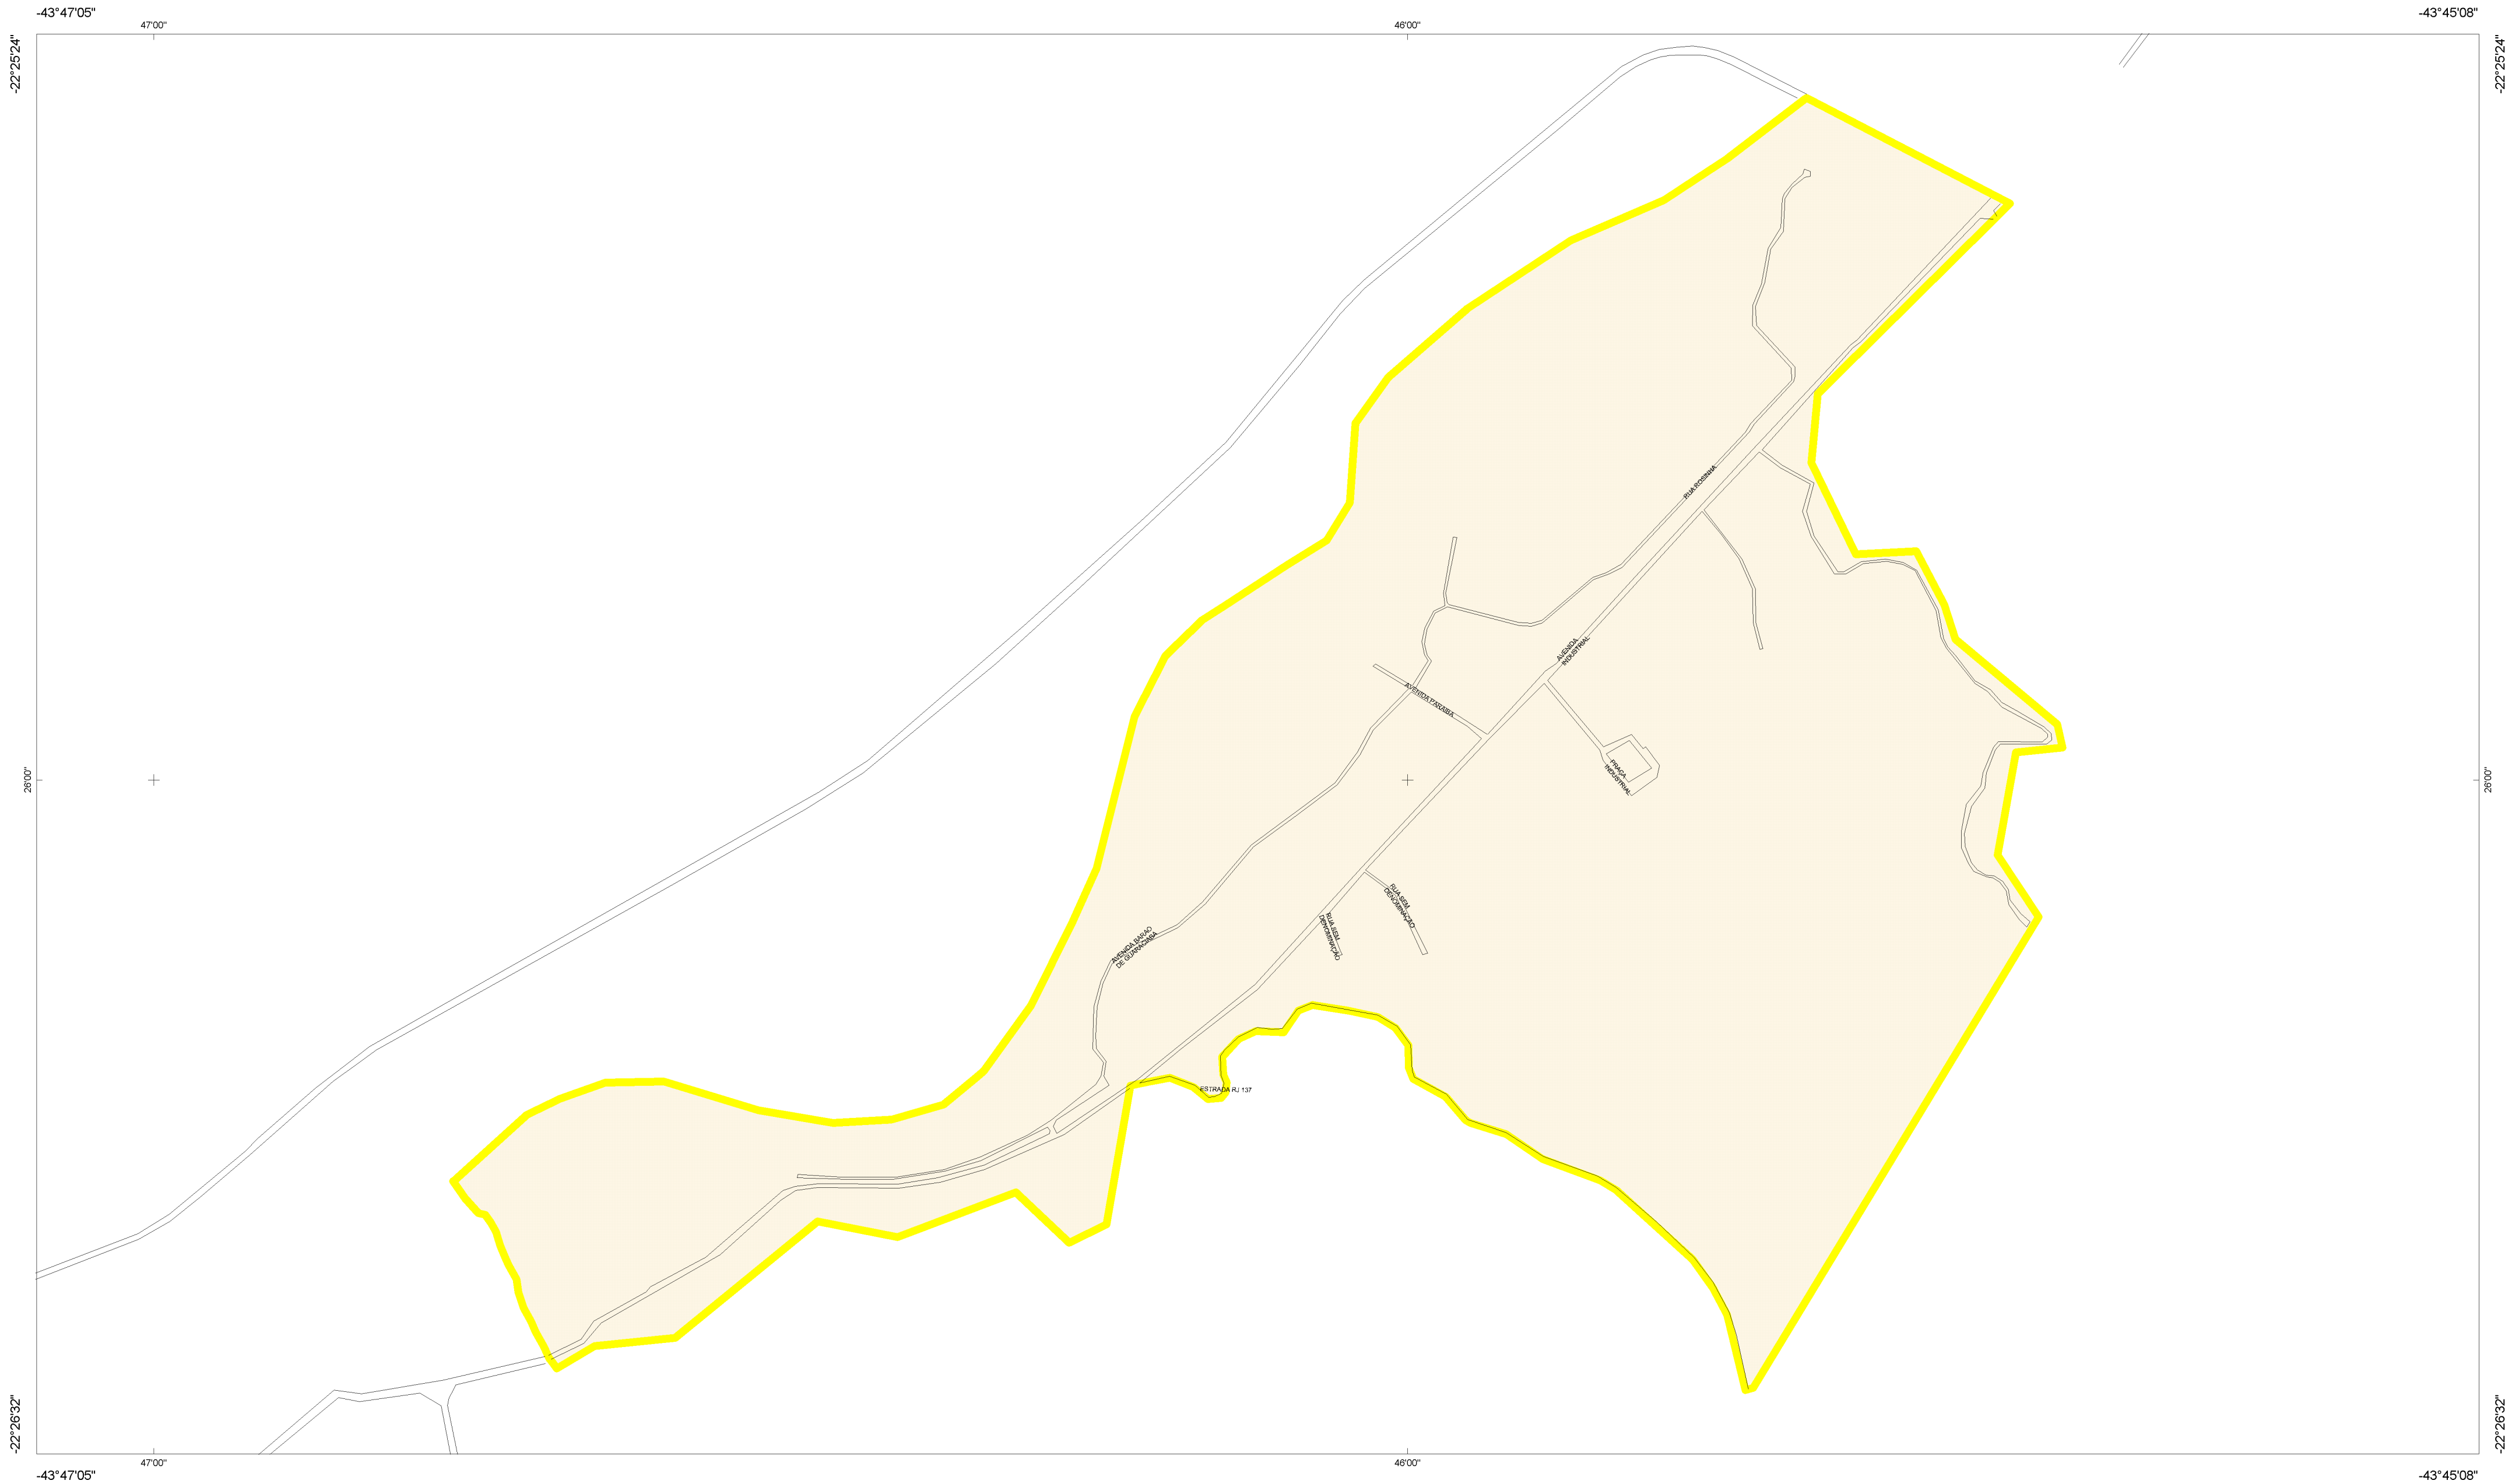 -43°47'05"
-43°45'08"
47'00"
46'00"
-22°25'24"
-22°25'24"
RUA ROSINHA
AVENIDA
INDUSTRIAL
AVENIDA PARAIBA
PRAÇA
INDUSTRIAL
26'00"
26'00"
RUA SEM
DENOMINAÇÃO
RUA SEM
DENOMINAÇÃO
AVENIDA BARAO
DE GUARACIABA
ESTRADA RJ 137
-22°26'32"
-22°26'32"
47'00"
46'00"
-43°47'05"
-43°45'08"